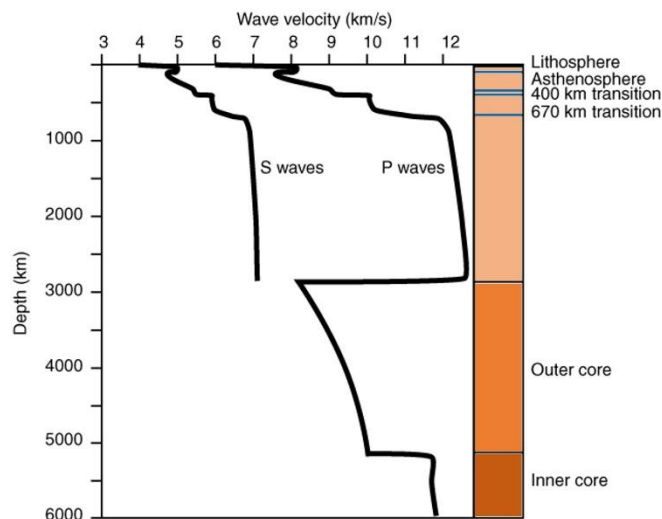 Wave velocity (km/s)
3 4 5 6 7 8 9 10 11 12
Lithosphere
Asthenosphere
400 km transition
670 km transition
1000
S waves P waves
2000
Depth (km)
3000
Outer core
4000
5000
Inner core
6000